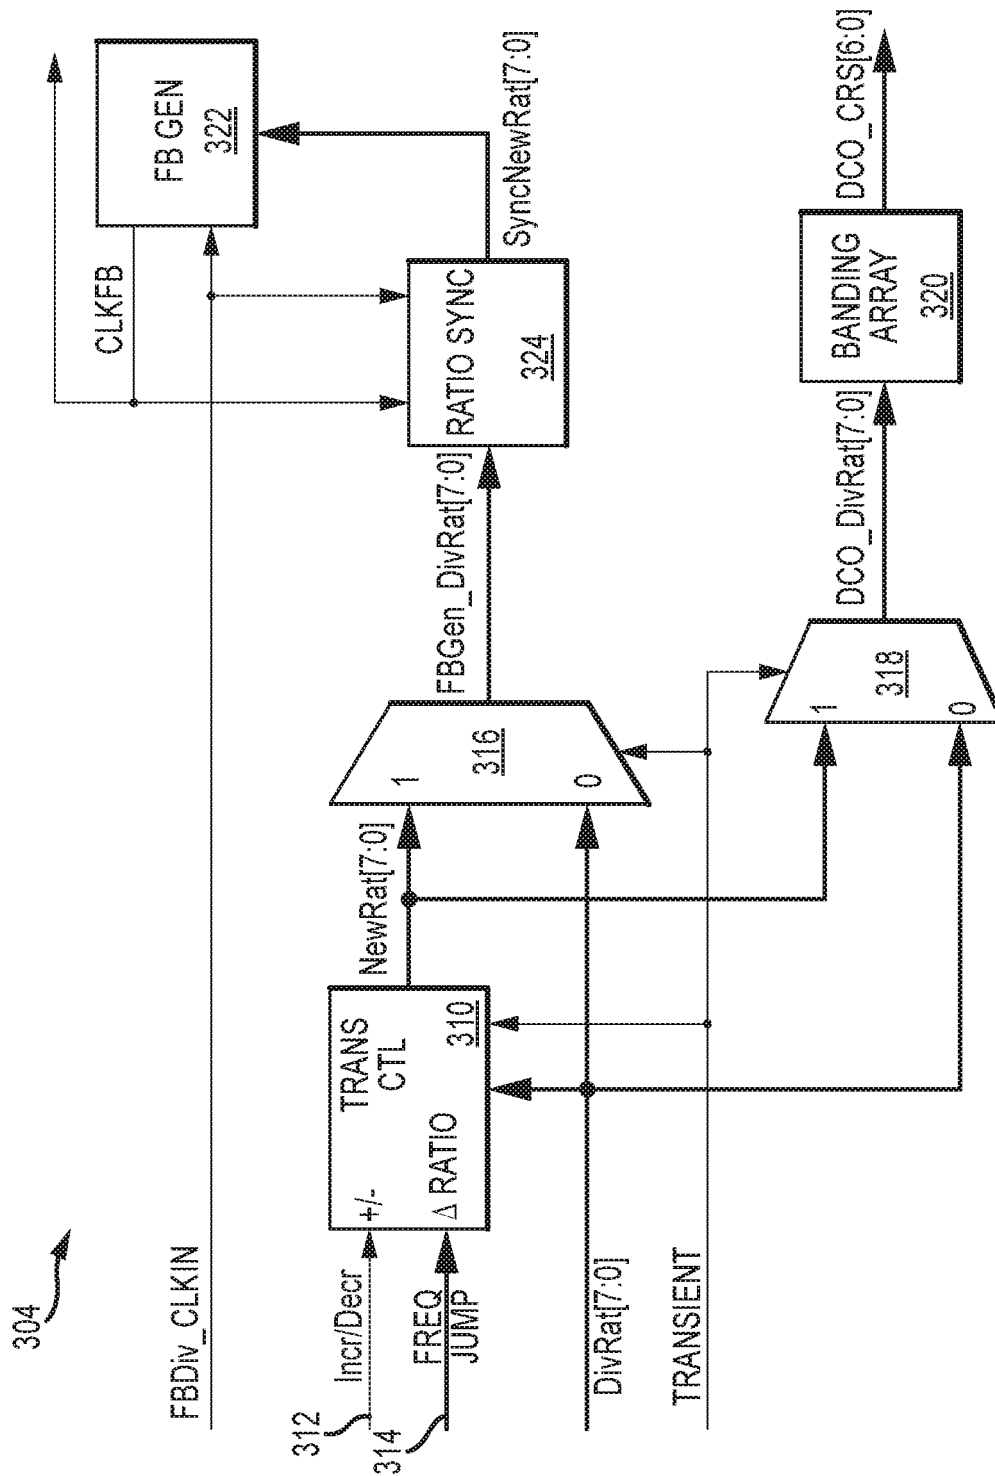 304
FBDiv_CLKIN
CLKFB
FB GEN
322
312
Incr/Decr
314
FREQ
JUMP
+/-
Δ RATIO
TRANS
CTL
310
NewRat[7:0]
1
0
316
FBGen_DivRat[7:0]
RATIO SYNC
324
SyncNewRat[7:0]
DivRat[7:0]
TRANSIENT
1
0
318
DCO_DivRat[7:0]
BANDING
ARRAY
320
DCO_CRS[6:0]